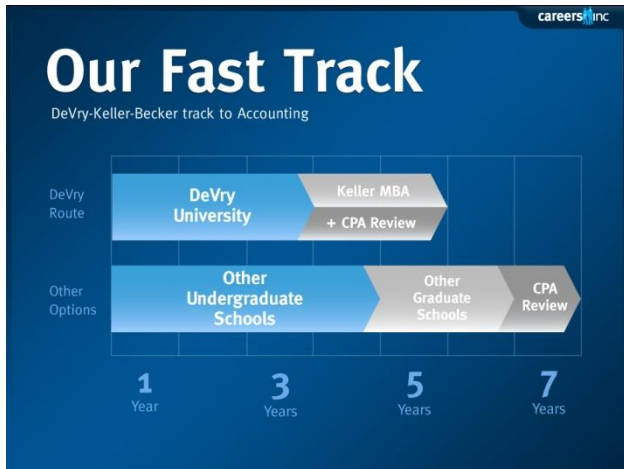 careers inc
Our Fast Track
DeVry-Keller-Becker track to Accounting
DeVry
Route
DeVry
University
Keller MBA
+ CPA Review
Other
Options
Other
Undergraduate
Schools
Other
Graduate
Schools
CPA
Review
1
Year
3
Years
5
Years
7
Years